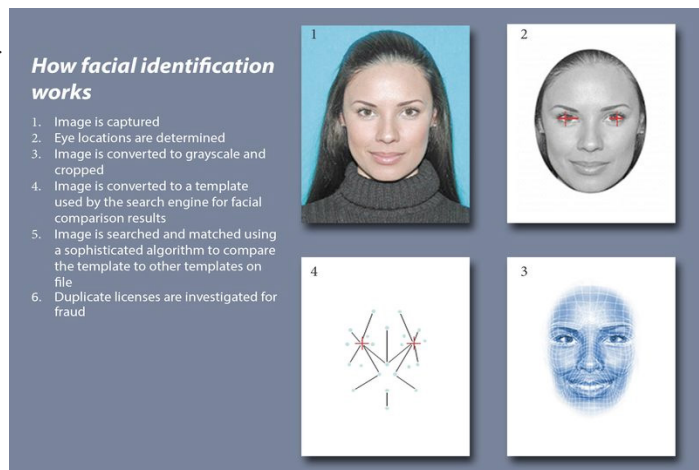 How facial identification
works
1. Image is captured
2. Eye locations are determined
3. Image is converted to grayscale and
cropped
4. Image is converted to a template
used by the search engine for facial
comparison results
5. Image is searched and matched using
a sophisticated algorithm to compare
the template to other templates on
file
6. Duplicate licenses are investigated for
fraud
1
2
4
3